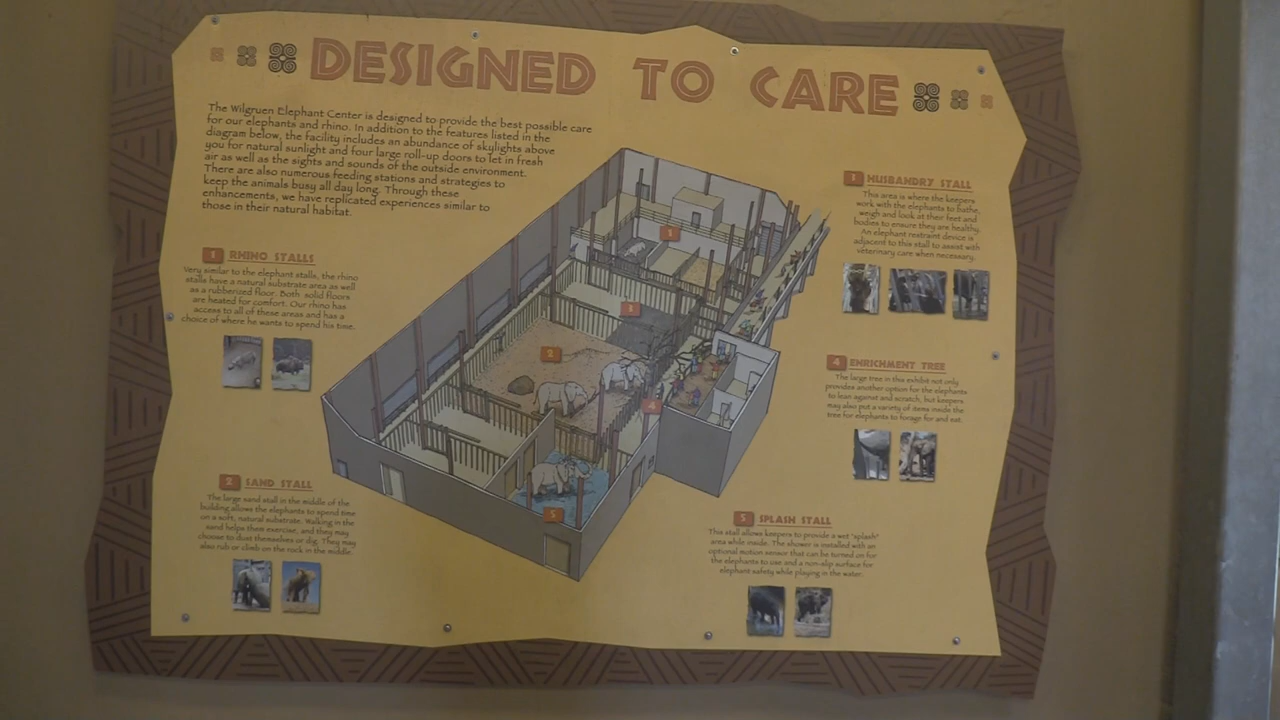 DESIGNED TO CARE
The Wilgruen Elephant Center is designed to provide the best possible care
for our elephants and rhino. In addition to the features listed in the
diagram below, the facility includes an abundance of skylights above
you for natural sunlight and four large roll-up doors to let in fresh
air as well as the sights and sounds of the outside environment.
There are also numerous feeding stations and strategies to
keep the animals busy all day long. Through these
enhancements, we have replicated experiences similar to
those in their natural habitat.
1 RHINO STALLS
Very similar to the elephant stalls, the rhino
stalls have a natural substrate area as well
as a rubberized floor. Both solid floors
are heated for comfort. Our rhino has
access to all of these areas and has a
choice of where he wants to spend his time.
2 SAND STALL
The large sand stall in the middle of the
building allows the elephants to spend time
on a soft, natural substrate. Walking in the
sand helps them exercise, and they may
choose to dust themselves or dig. They may
also rub or climb on the rock in the middle.
HUSBANDRY STALL
This area is where the keepers
work with the elephants to bathe,
weigh and look at their feet and
bodies to ensure they are healthy.
An elephant restraint device is
adjacent to this stall to assist with
veterinary care when necessary.
4 ENRICHMENT TREE
The large tree in this exhibit not only
provides another option for the elephants
to lean against and scratch, but keepers
may also put a variety of items inside the
tree for elephants to forage for and eat.
5 SPLASH STALL
This stall allows keepers to provide a wet "splash"
area while inside. The shower is installed with an
optional motion sensor that can be turned on for
the elephants to use and a non-slip surface for
elephant safety while playing in the water.
1
2
4
5